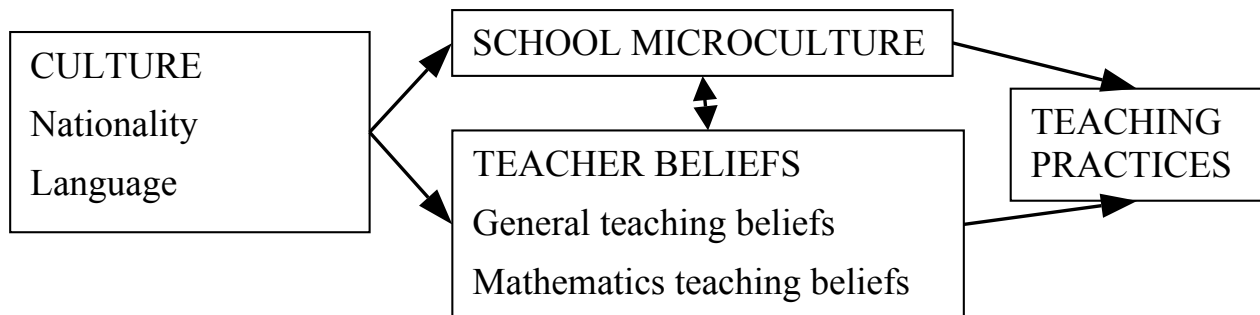 CULTURE
Nationality
Language
SCHOOL MICROCULTURE
TEACHER BELIEFS
General teaching beliefs
Mathematics teaching beliefs
TEACHING
PRACTICES